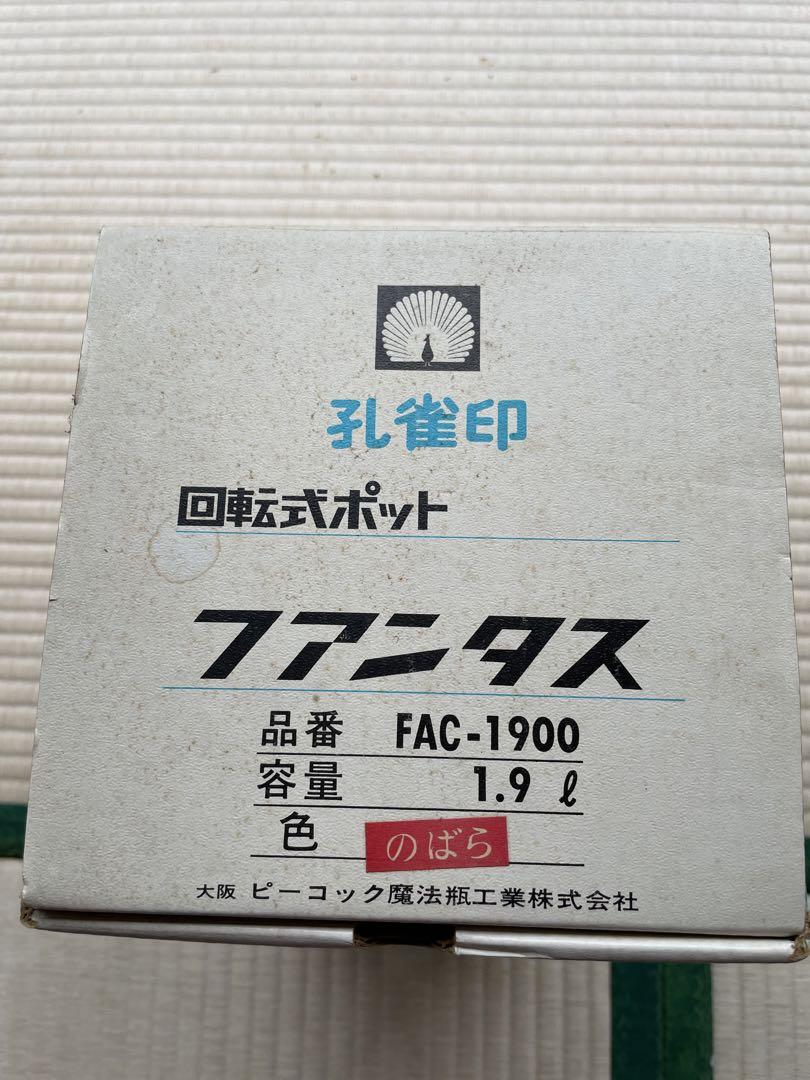 孔雀印
回転式ポット
フアンタス
品番 FAC-1900
容量 1.9 ℓ
色 のばら
大阪 ピーコック魔法瓶工業株式会社